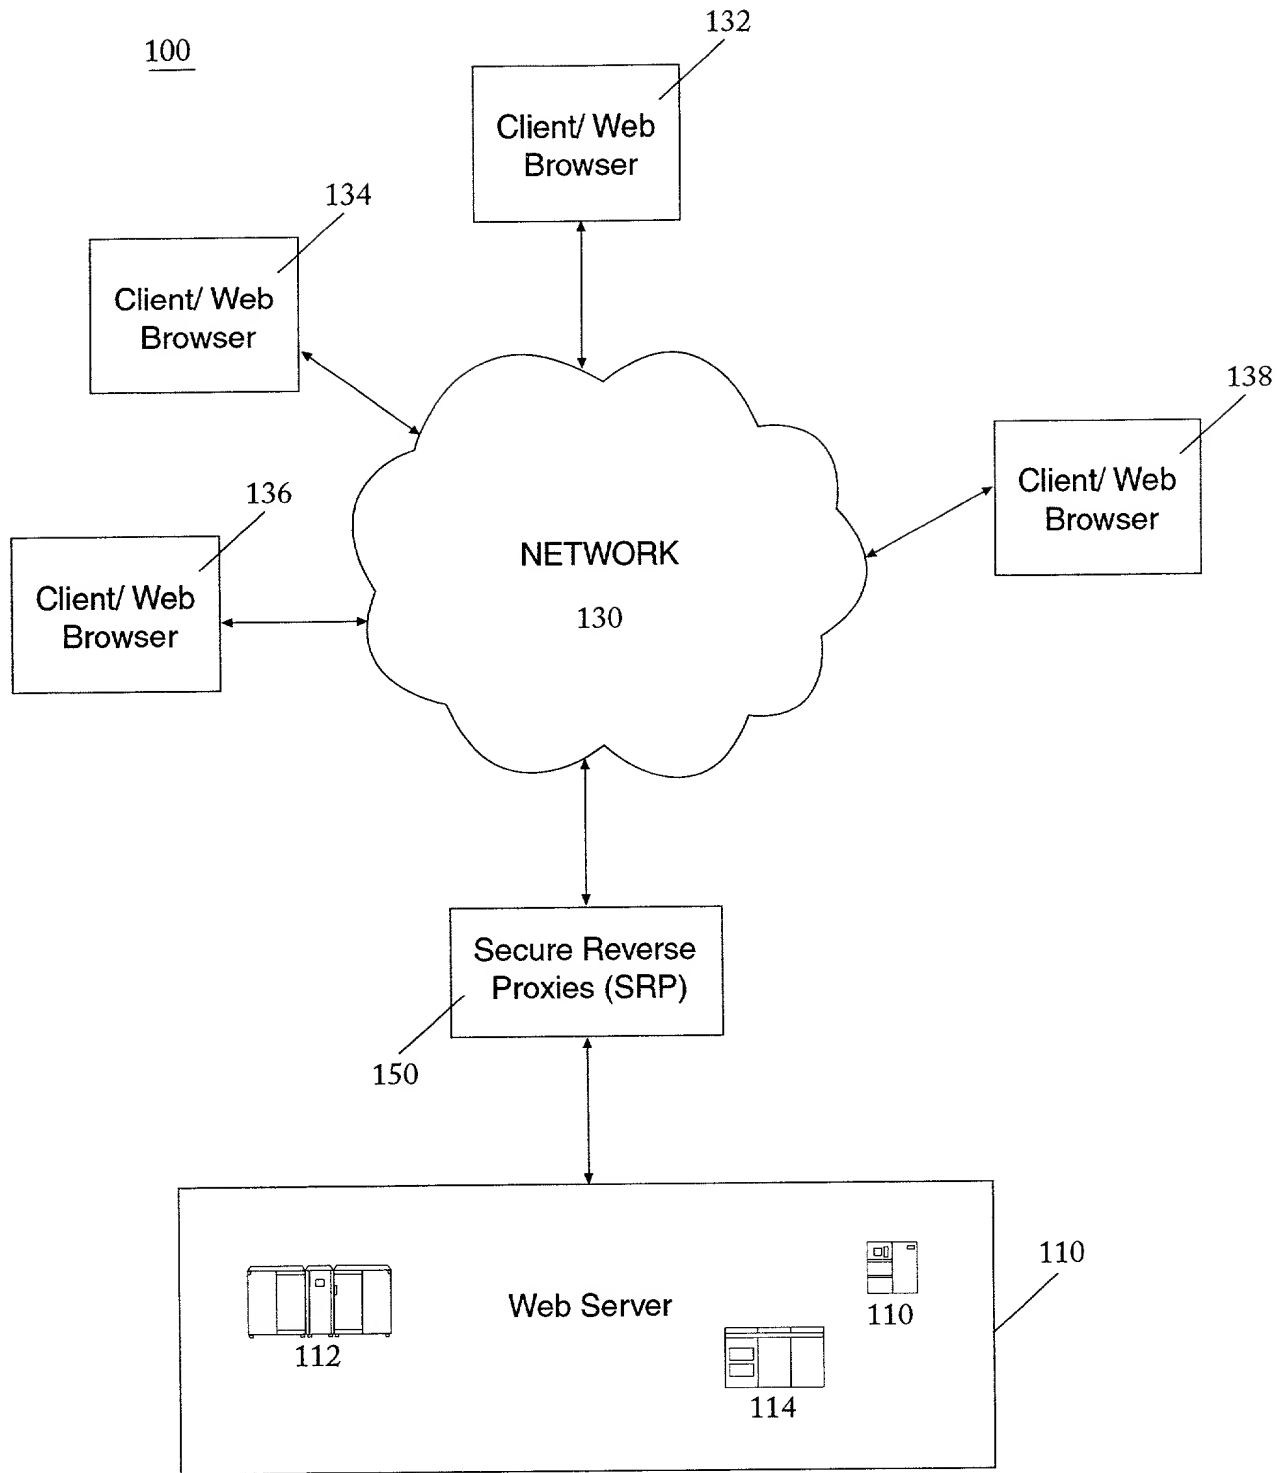 132
100
Client/ Web
Browser
134
Client/ Web
Browser
138
Client/ Web
Browser
136
Client/ Web
Browser
NETWORK
130
Secure Reverse
Proxies (SRP)
150
110
Web Server
110
112
114